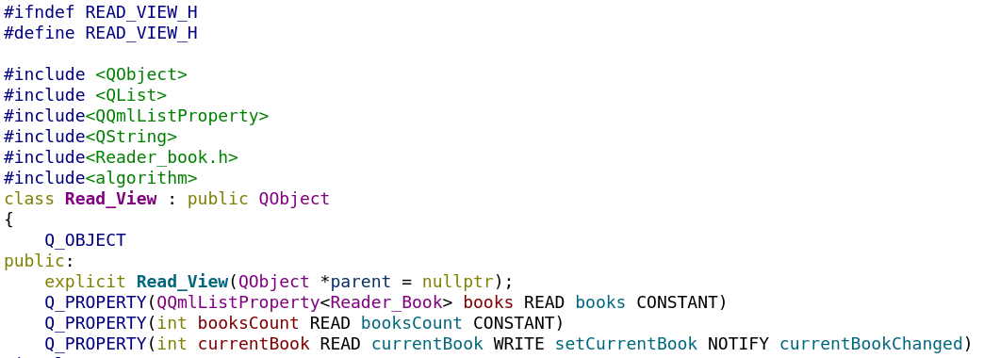 #ifndef READ_VIEW_H
#define READ_VIEW_H
#include <QObject>
#include <QList>
#include<QQmlListProperty>
#include<QString>
#include<Reader_book.h>
#include<algorithm>
class Read_View : public QObject
{
Q_OBJECT
public:
explicit Read_View(QObject *parent = nullptr);
Q_PROPERTY(QQmlListProperty<Reader_Book> books READ books CONSTANT)
Q_PROPERTY(int booksCount READ booksCount CONSTANT)
Q_PROPERTY(int currentBook READ currentBook WRITE setCurrentBook NOTIFY currentBookChanged)